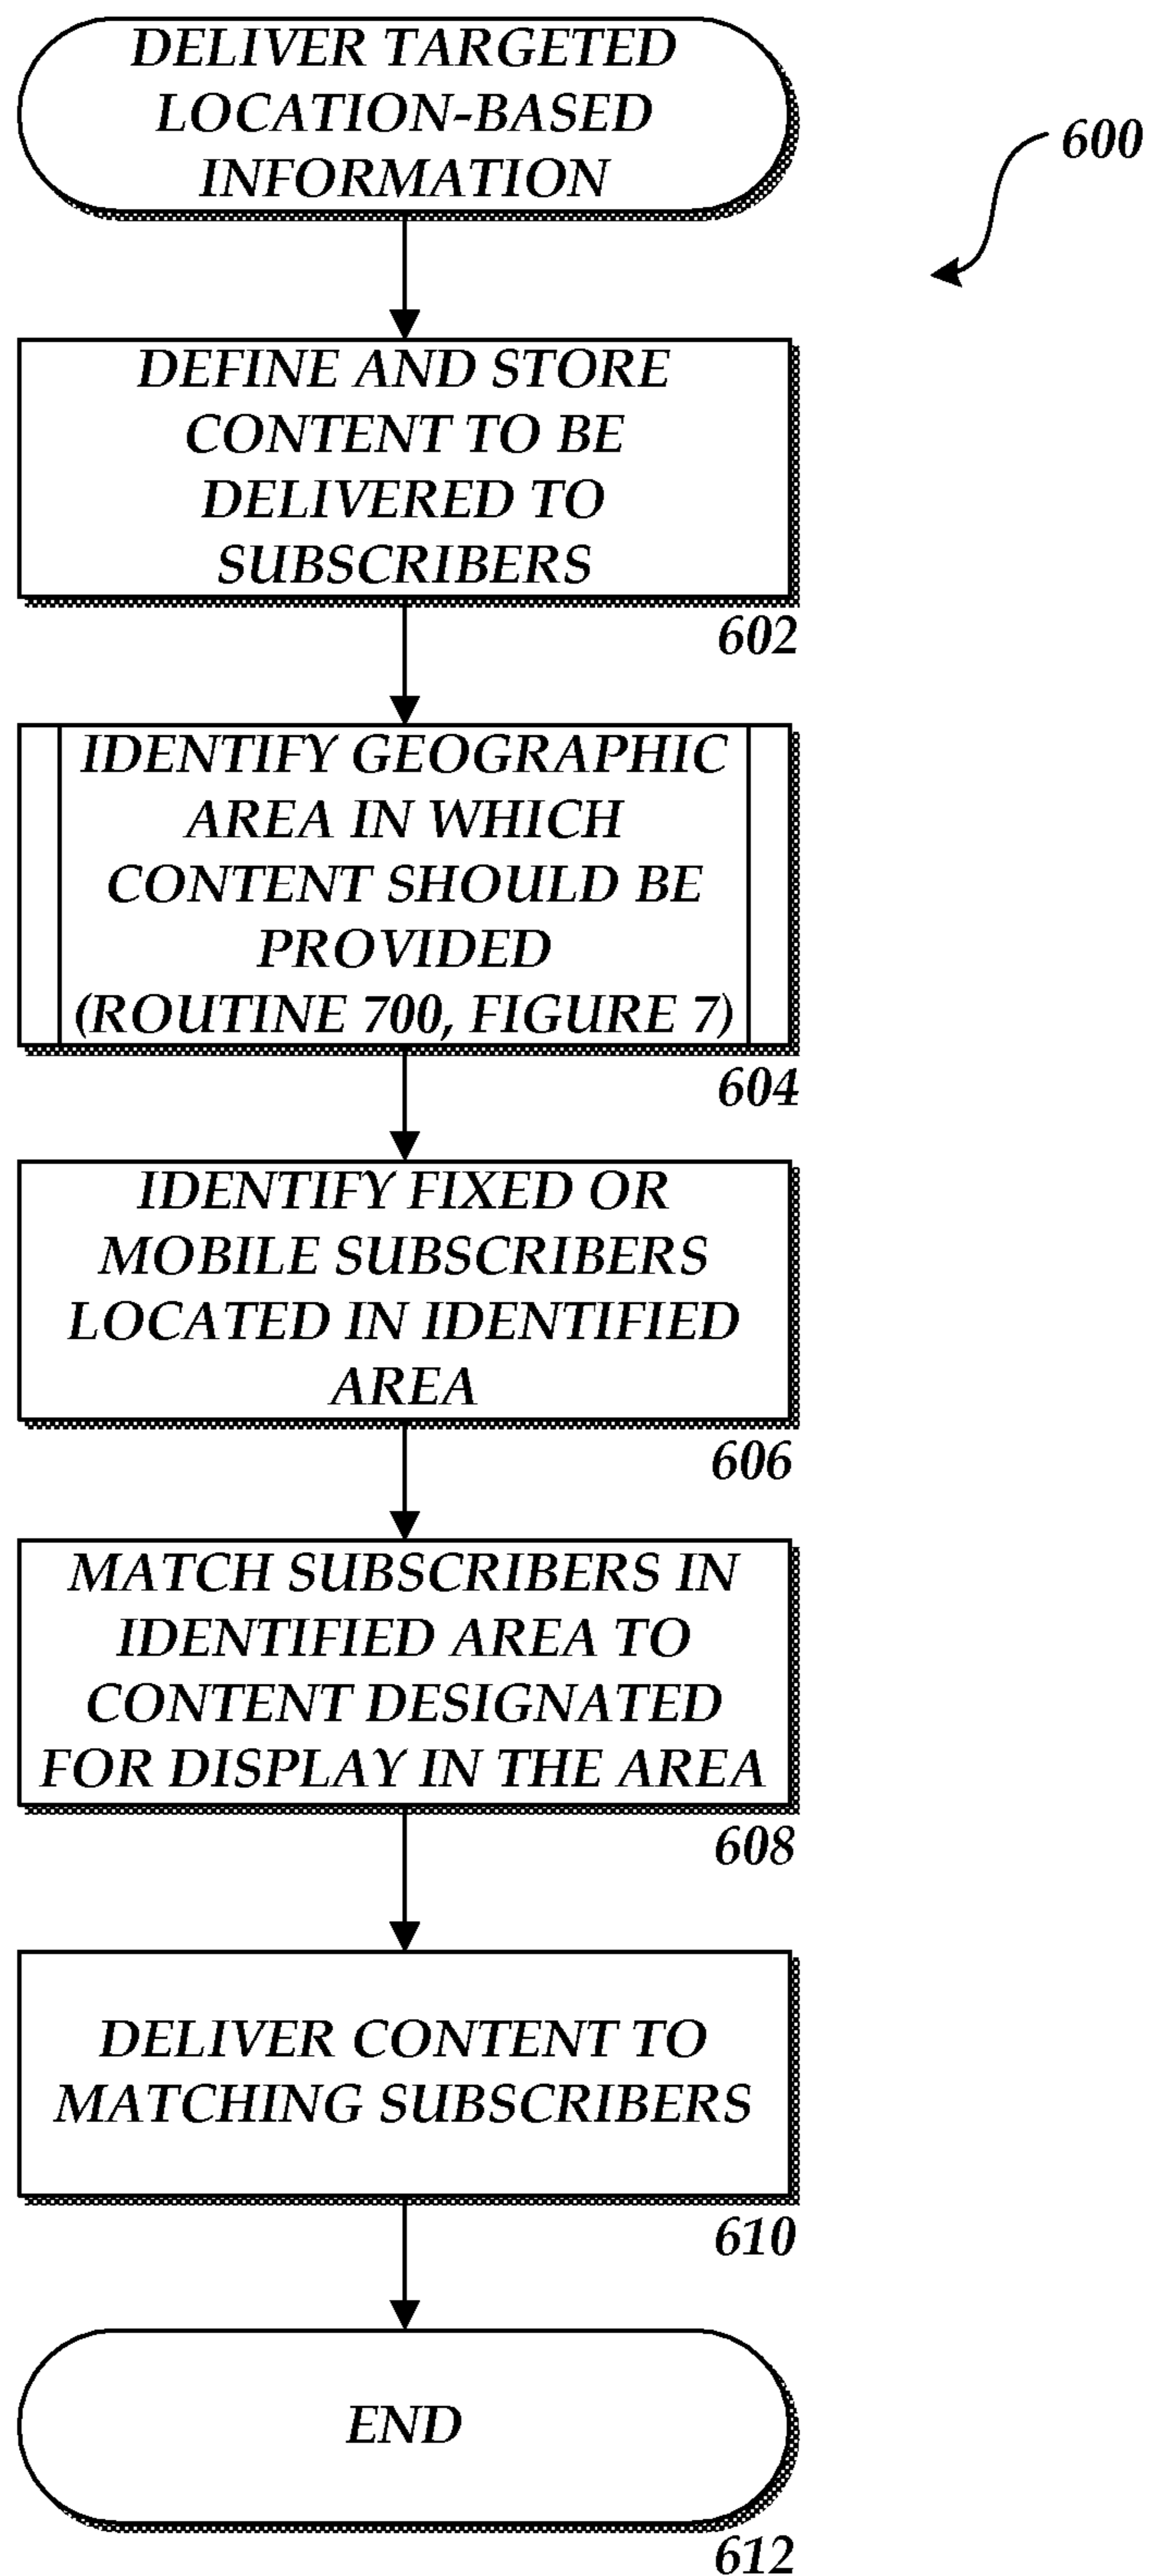 DELIVER TARGETED
LOCATION-BASED
INFORMATION
600
DEFINE AND STORE
CONTENT TO BE
DELIVERED TO
SUBSCRIBERS
602
IDENTIFY GEOGRAPHIC
AREA IN WHICH
CONTENT SHOULD BE
PROVIDED
(ROUTINE 700, FIGURE 7)
604
IDENTIFY FIXED OR
MOBILE SUBSCRIBERS
LOCATED IN IDENTIFIED
AREA
606
MATCH SUBSCRIBERS IN
IDENTIFIED AREA TO
CONTENT DESIGNATED
FOR DISPLAY IN THE AREA
608
DELIVER CONTENT TO
MATCHING SUBSCRIBERS
610
END
612